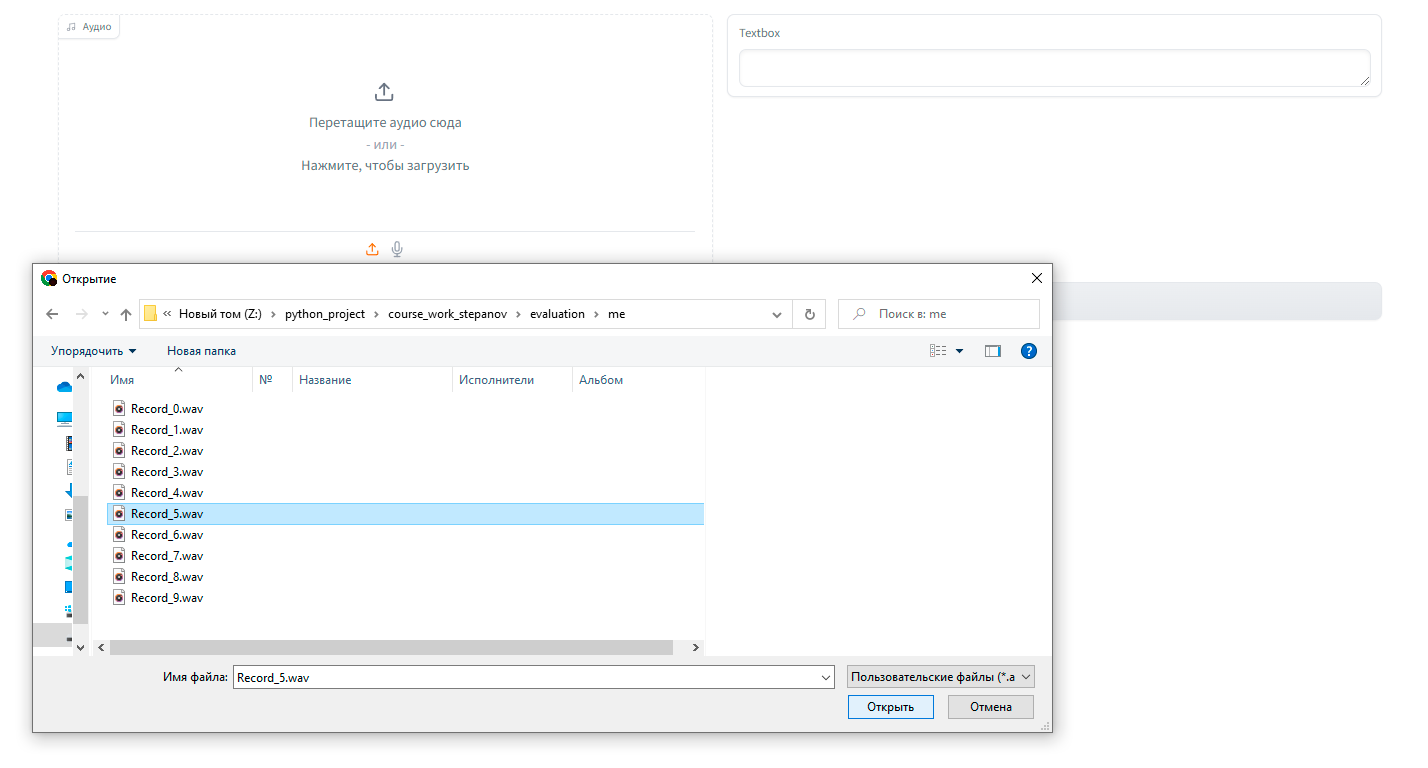 Аудио
Textbox
Перетащите аудио сюда
- или -
Нажмите, чтобы загрузить
Открытие
« Новый том (Z:) › python_project › course_work_stepanov › evaluation › me
Поиск в: me
Упорядочить
Новая папка
?
Имя № Название Исполнители Альбом
Record_0.wav
Record_1.wav
Record_2.wav
Record_3.wav
Record_4.wav
Record_5.wav
Record_6.wav
Record_7.wav
Record_8.wav
Record_9.wav
Имя файла: Record_5.wav
Пользовательские файлы (*.a
Открыть
Отмена